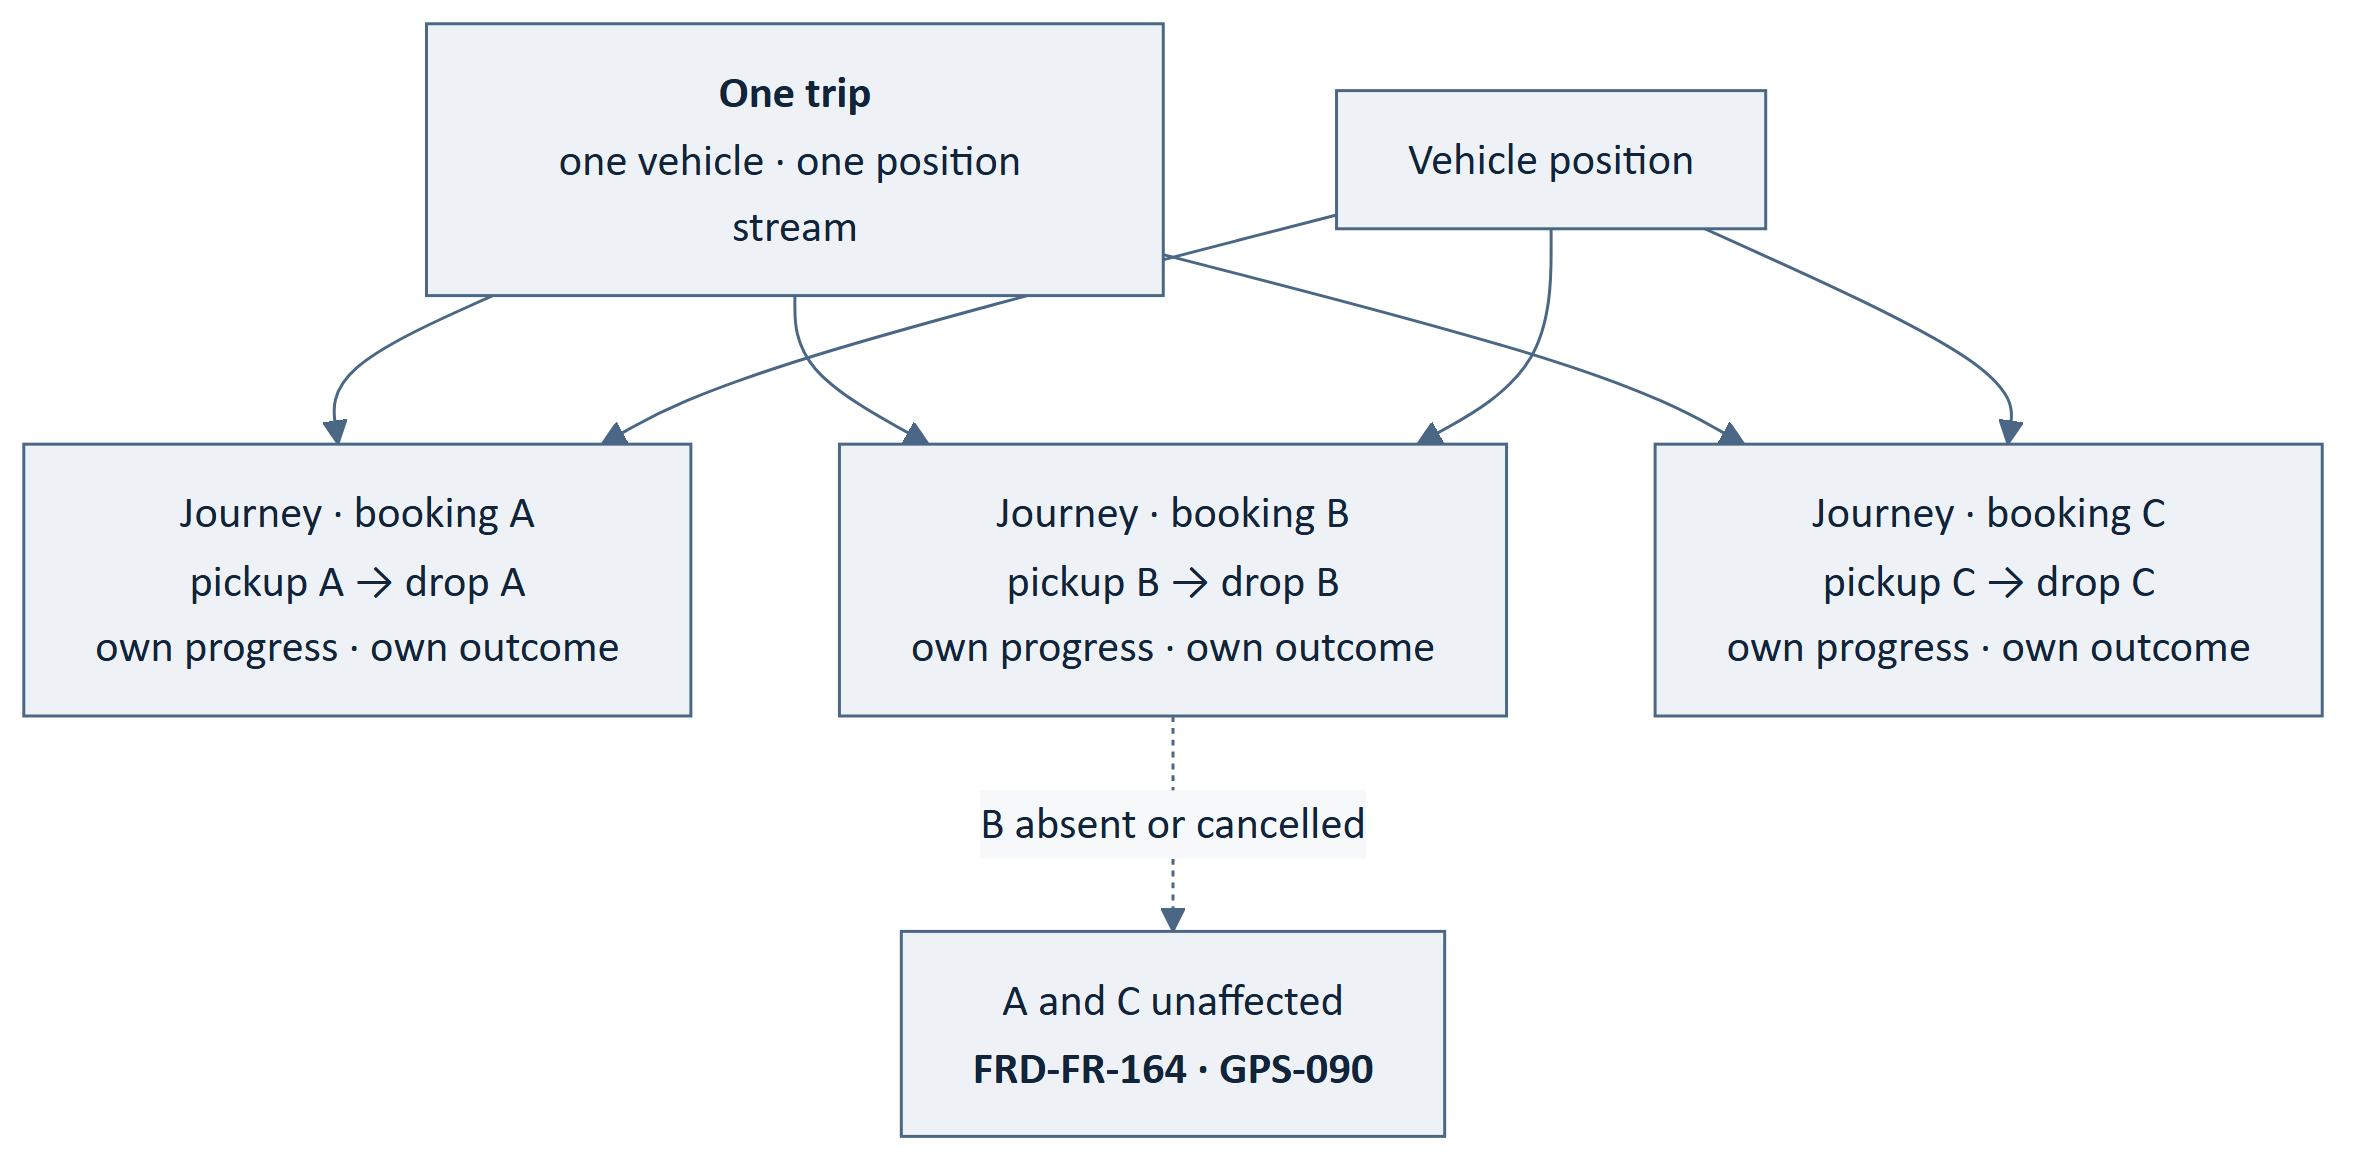 One trip
one vehicle · one position
stream
Vehicle position
Journey · booking A
pickup A → drop A
own progress · own outcome
Journey · booking B
pickup B → drop B
own progress · own outcome
Journey · booking C
pickup C → drop C
own progress · own outcome
B absent or cancelled
A and C unaffected
FRD-FR-164 · GPS-090